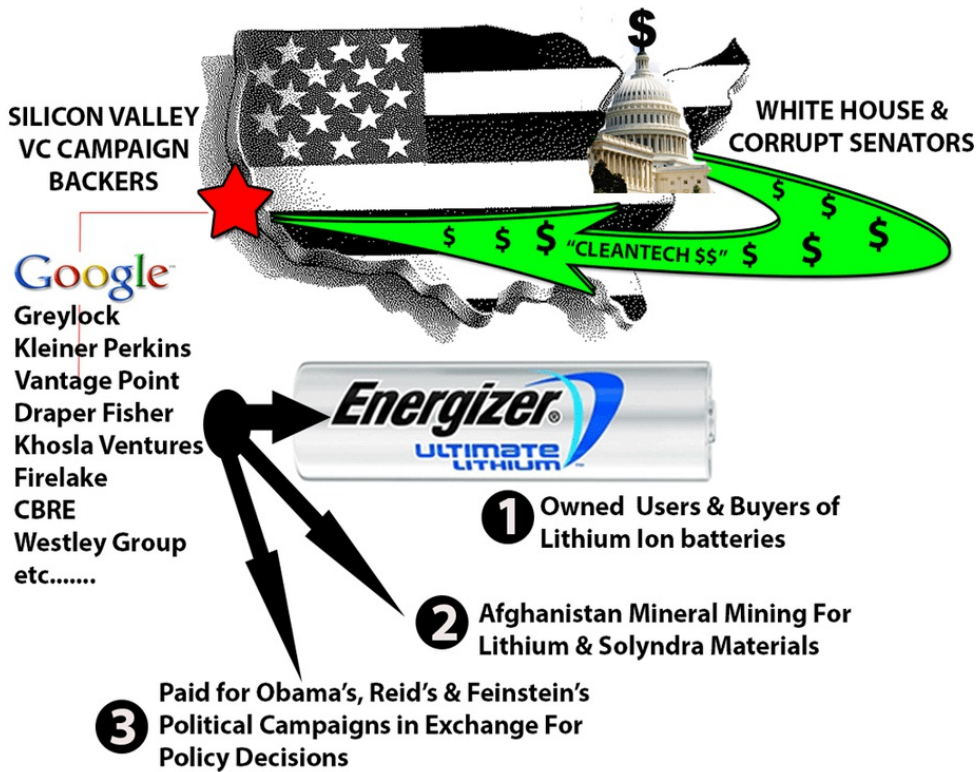 $
SILICON VALLEY
VC CAMPAIGN
BACKERS
WHITE HOUSE &
CORRUPT SENATORS
$ $ $ "CLEANTECH $$" $ $ $ $ $
Google™
Greylock
Kleiner Perkins
Vantage Point
Draper Fisher
Khosla Ventures
Firelake
CBRE
Westley Group
etc.......
Energizer®
ULTIMATE
LITHIUM™
1 Owned Users & Buyers of
Lithium Ion batteries
2 Afghanistan Mineral Mining For
Lithium & Solyndra Materials
3 Paid for Obama's, Reid's & Feinstein's
Political Campaigns in Exchange For
Policy Decisions